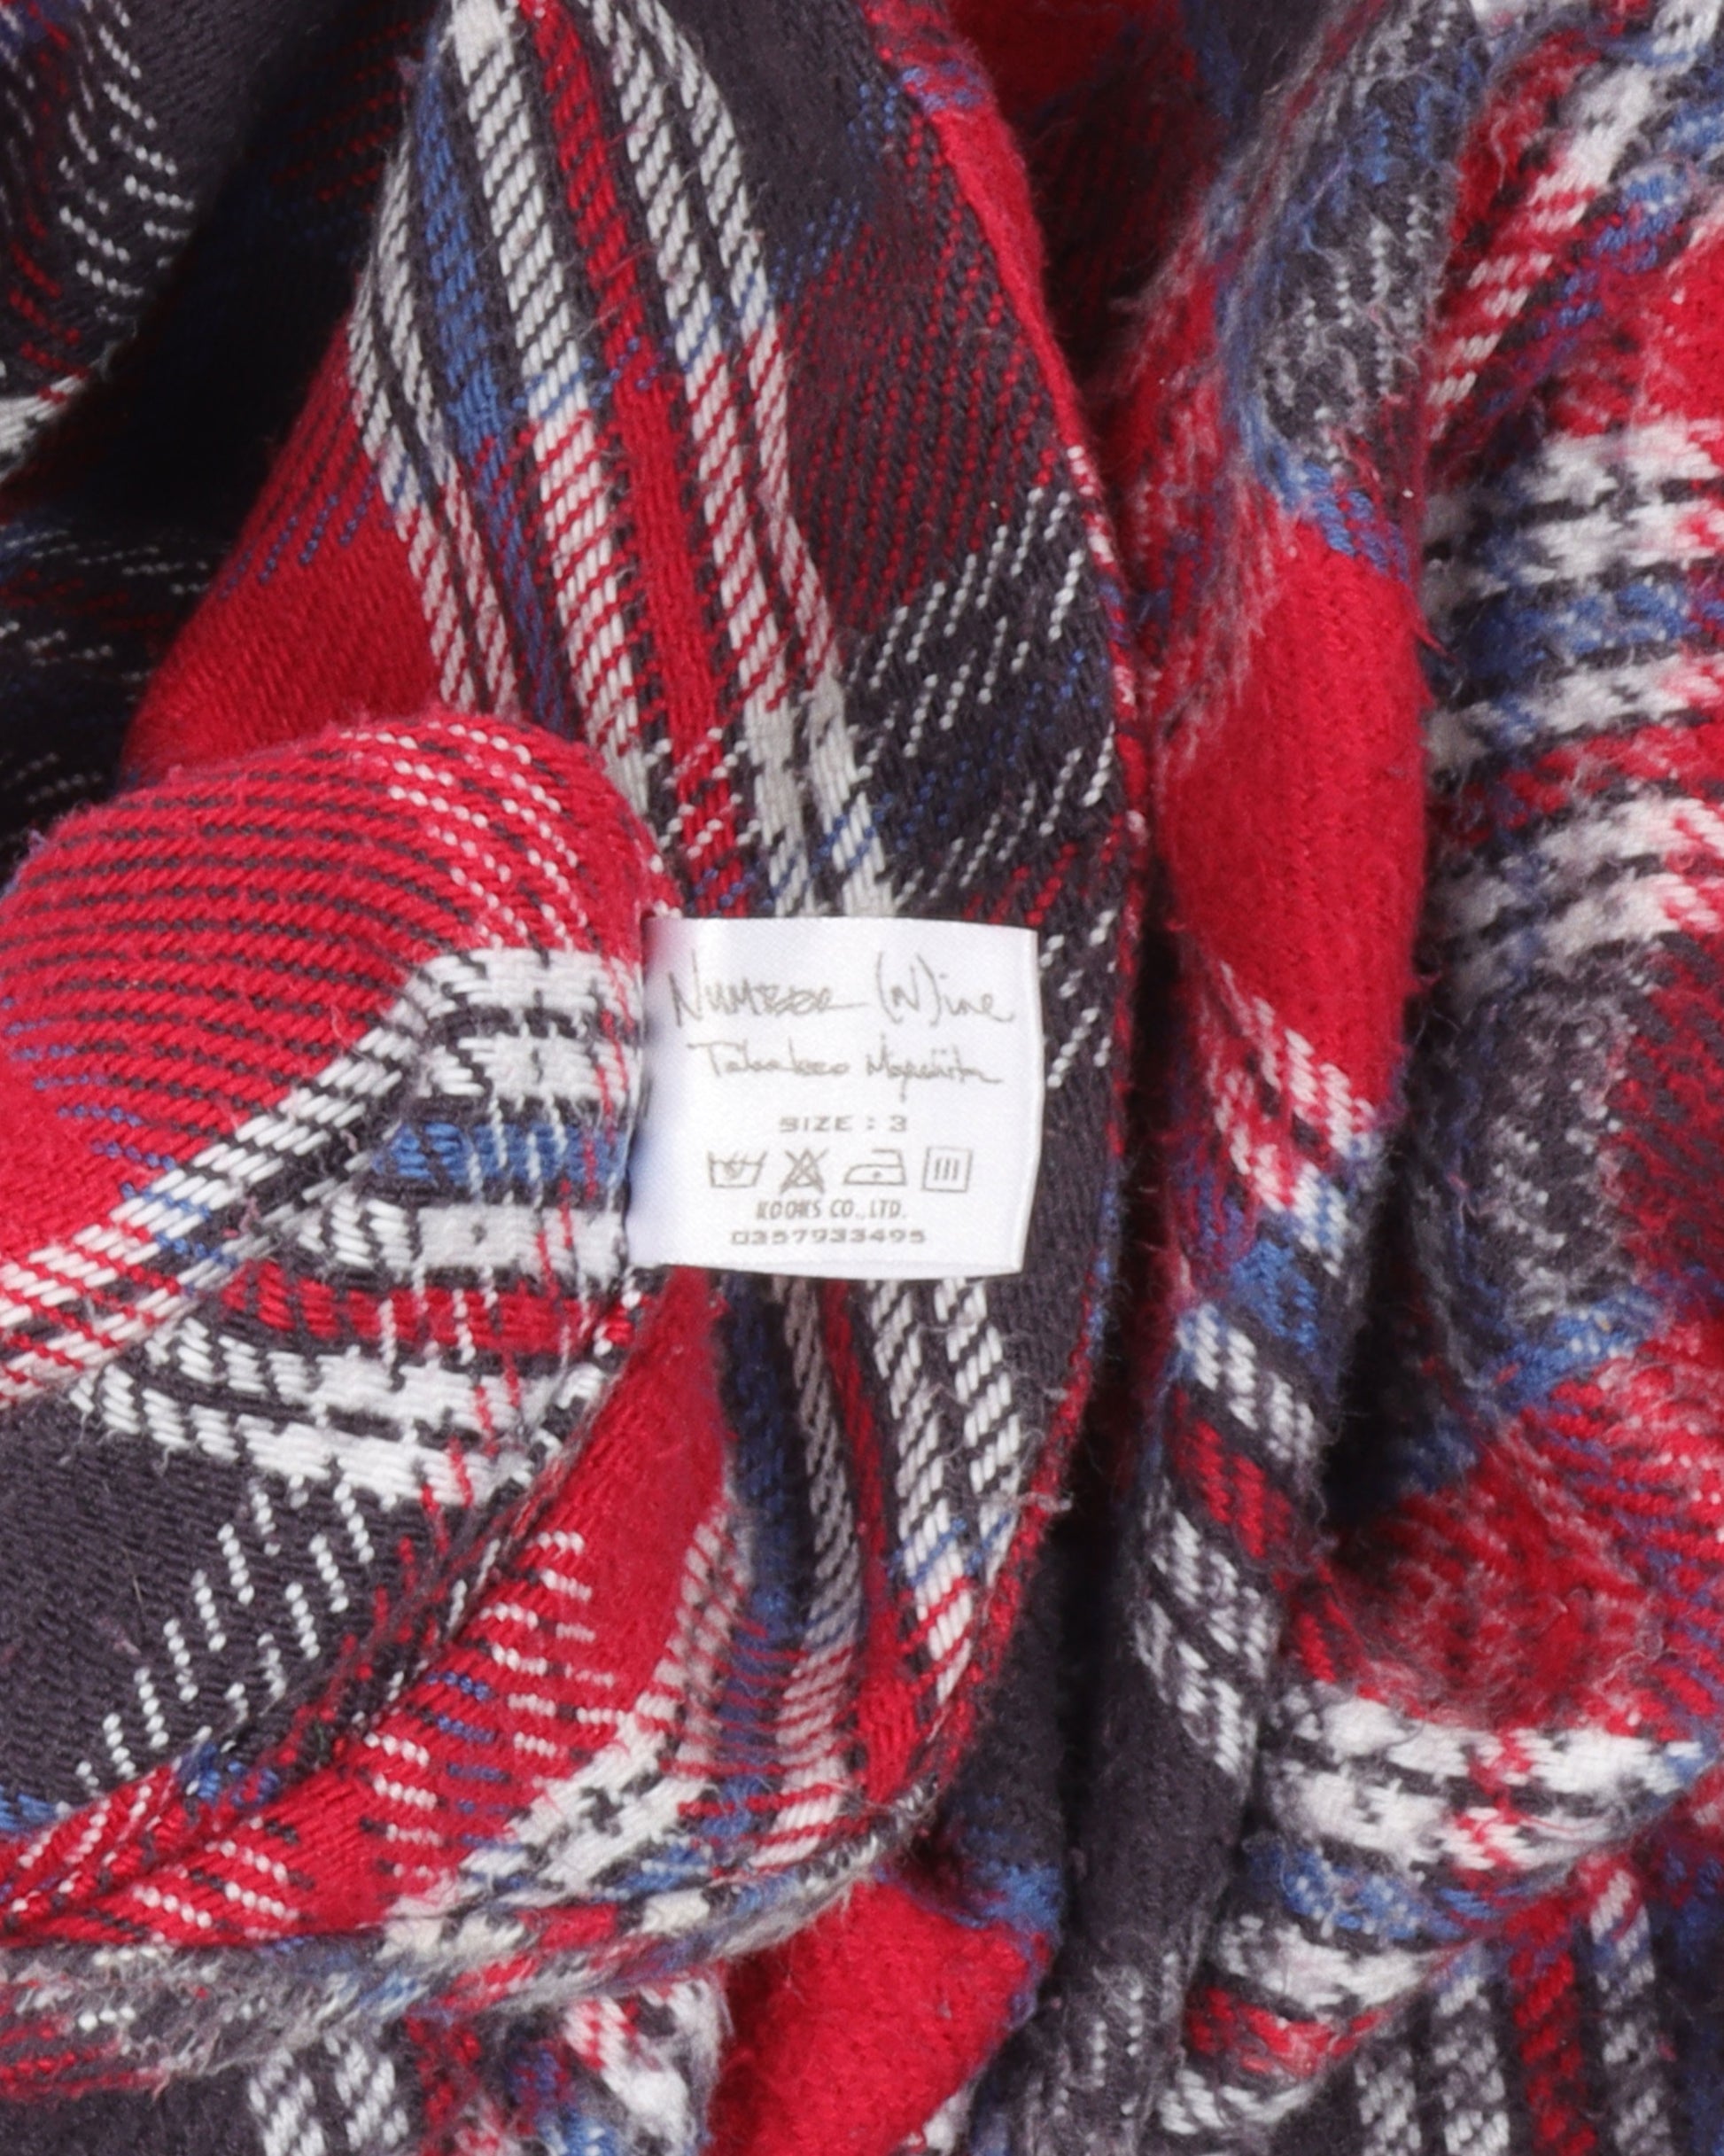 NUMBER (N)ine
Takahiro Miyashita
SIZE : 3
KOOKS CO., LTD.
0357933495